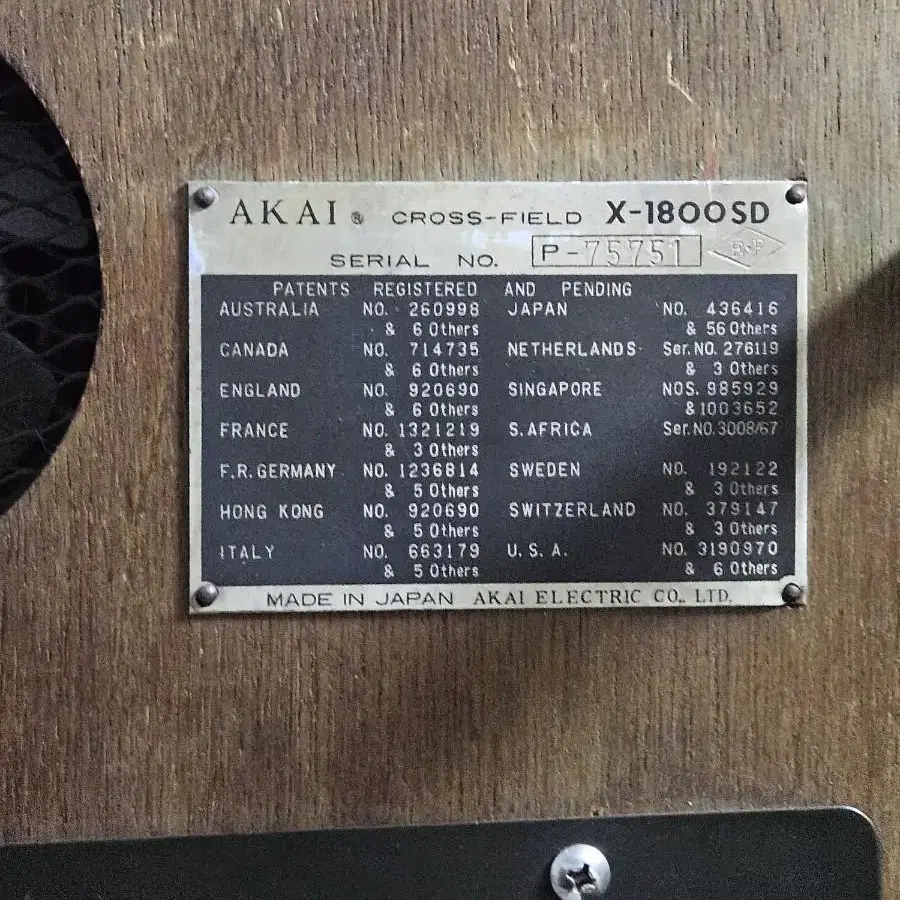 AKAI ® CROSS-FIELD X-1800SD
SERIAL NO. P-75751
PATENTS REGISTERED AND PENDING
AUSTRALIA NO. 260998
& 6 Others
CANADA NO. 714735
& 6 Others
ENGLAND NO. 920690
& 6 Others
FRANCE NO. 1321219
& 3 Others
F.R. GERMANY NO. 1236814
& 5 Others
HONG KONG NO. 920690
& 5 Others
ITALY NO. 663179
& 5 Others
JAPAN NO. 436416
& 56 Others
NETHERLANDS Ser. NO. 276119
& 3 Others
SINGAPORE NOS. 985929
& 1003652
S. AFRICA Ser. NO. 3008/67
SWEDEN NO. 192122
& 3 Others
SWITZERLAND NO. 379147
& 3 Others
U. S. A. NO. 3190970
& 6 Others
MADE IN JAPAN AKAI ELECTRIC CO., LTD.